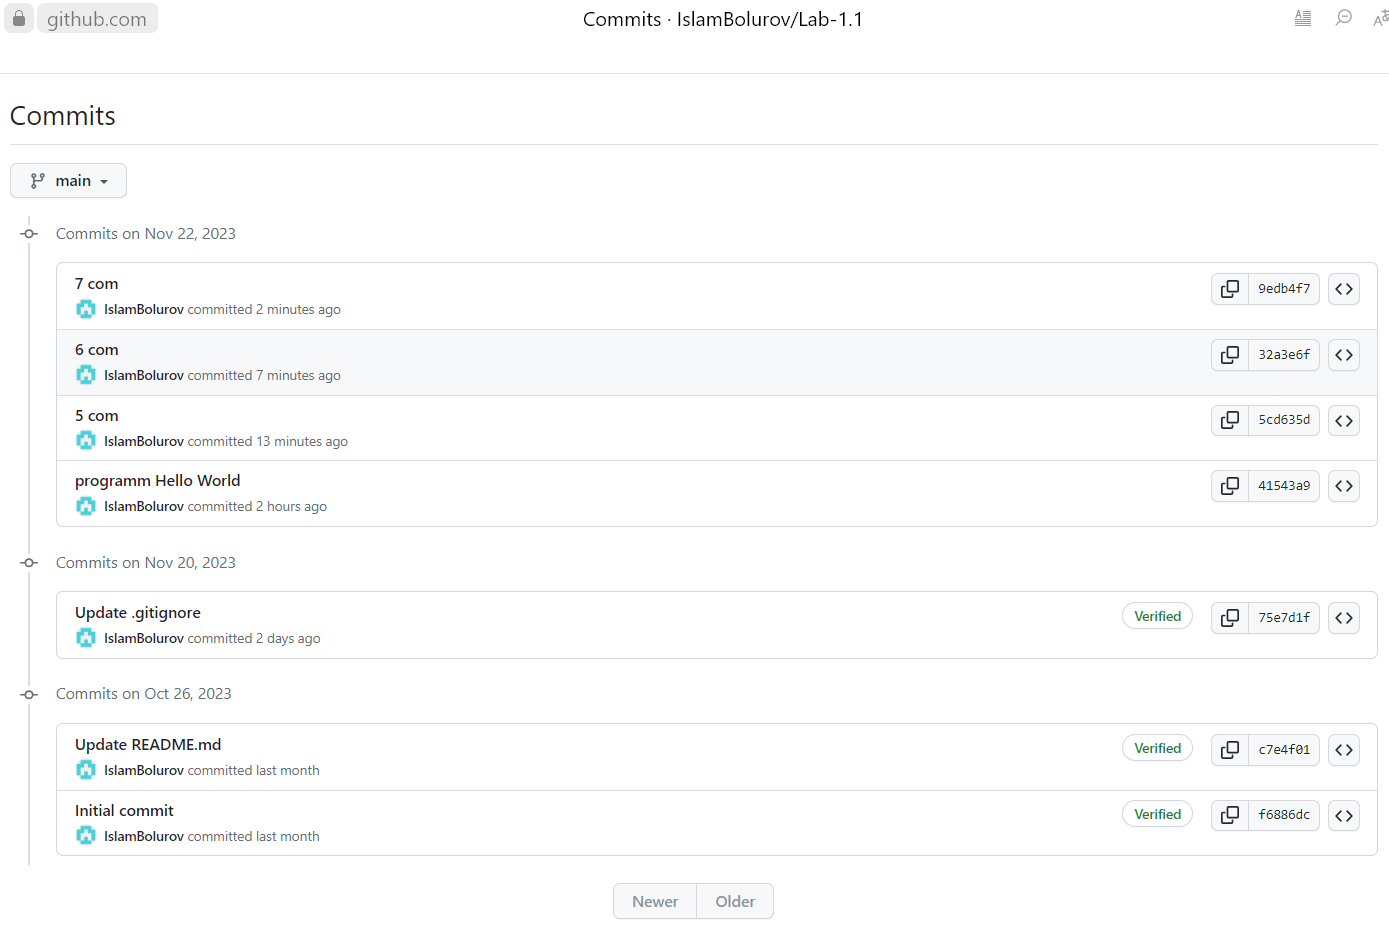 github.com
Commits · IslamBolurov/Lab-1.1
Commits
main
Commits on Nov 22, 2023
7 com
IslamBolurov committed 2 minutes ago
9edb4f7
6 com
IslamBolurov committed 7 minutes ago
32a3e6f
5 com
IslamBolurov committed 13 minutes ago
5cd635d
programm Hello World
IslamBolurov committed 2 hours ago
41543a9
Commits on Nov 20, 2023
Update .gitignore
IslamBolurov committed 2 days ago
Verified
75e7d1f
Commits on Oct 26, 2023
Update README.md
IslamBolurov committed last month
Verified
c7e4f01
Initial commit
IslamBolurov committed last month
Verified
f6886dc
Newer
Older